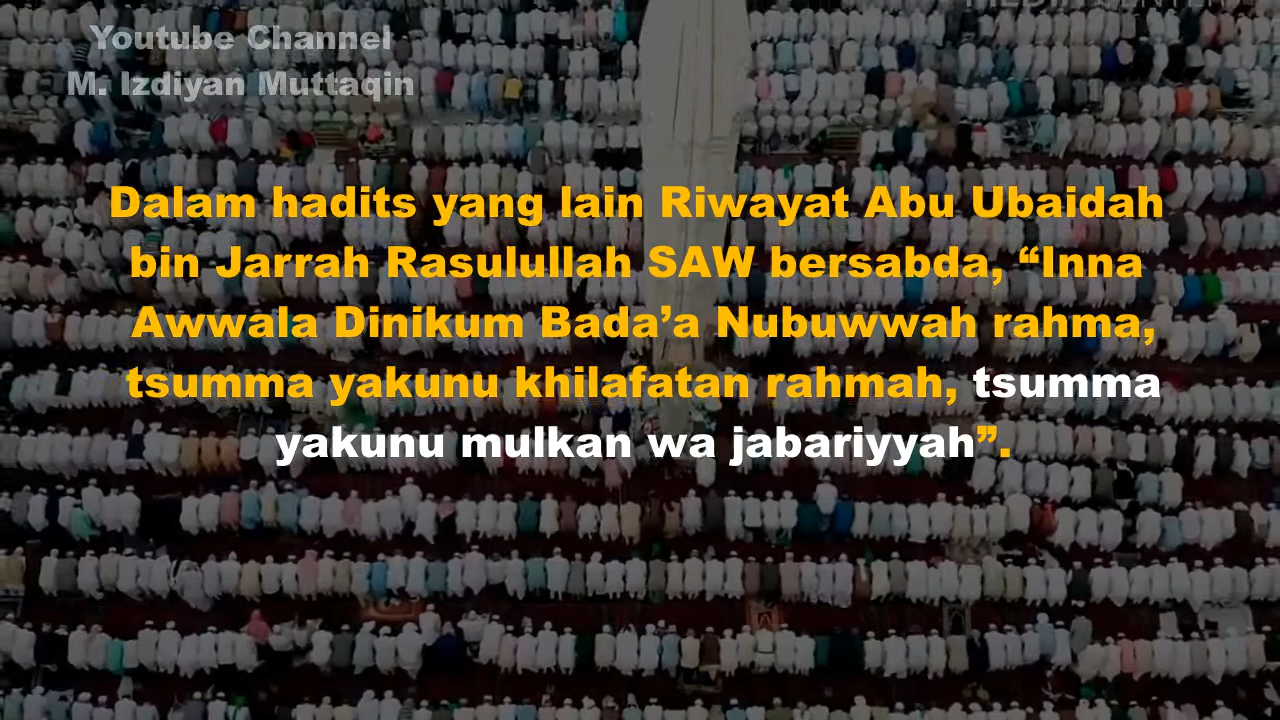 Youtube Channel
M. Izdiyan Muttaqin
Dalam hadits yang lain Riwayat Abu Ubaidah
bin Jarrah Rasulullah SAW bersabda, “Inna
Awwala Dinikum Bada’a Nubuwwah rahma,
tsumma yakunu khilafatan rahmah, tsumma
yakunu mulkan wa jabariyyah”.